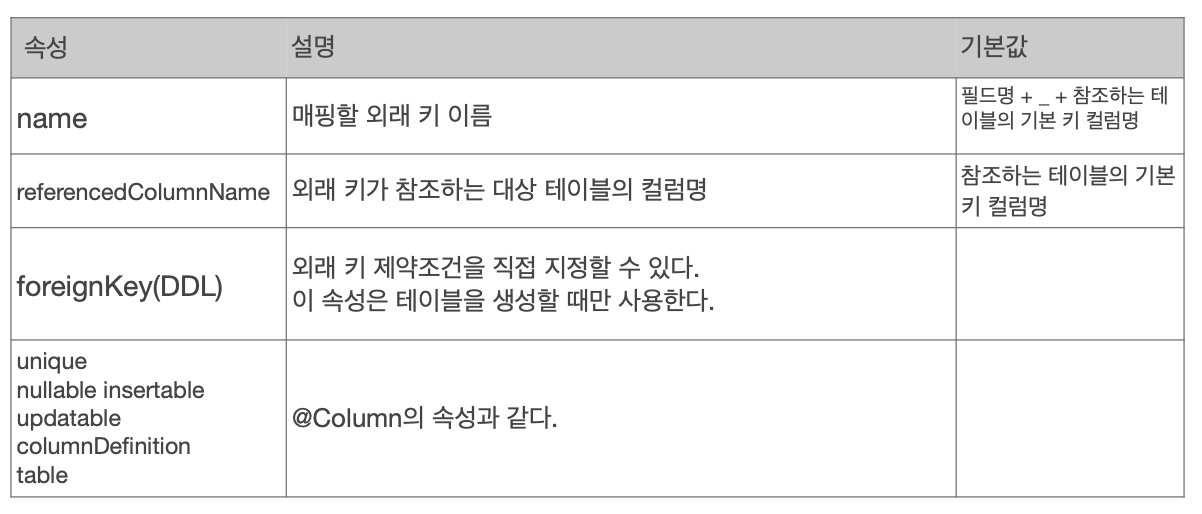 속성 설명 기본값
name 매핑할 외래 키 이름 필드명 + _ + 참조하는 테
이블의 기본 키 컬럼명
referencedColumnName 외래 키가 참조하는 대상 테이블의 컬럼명 참조하는 테이블의 기본
키 컬럼명
foreignKey(DDL) 외래 키 제약조건을 직접 지정할 수 있다.
이 속성은 테이블을 생성할 때만 사용한다.
unique
nullable insertable
updatable
columnDefinition
table
@Column의 속성과 같다.